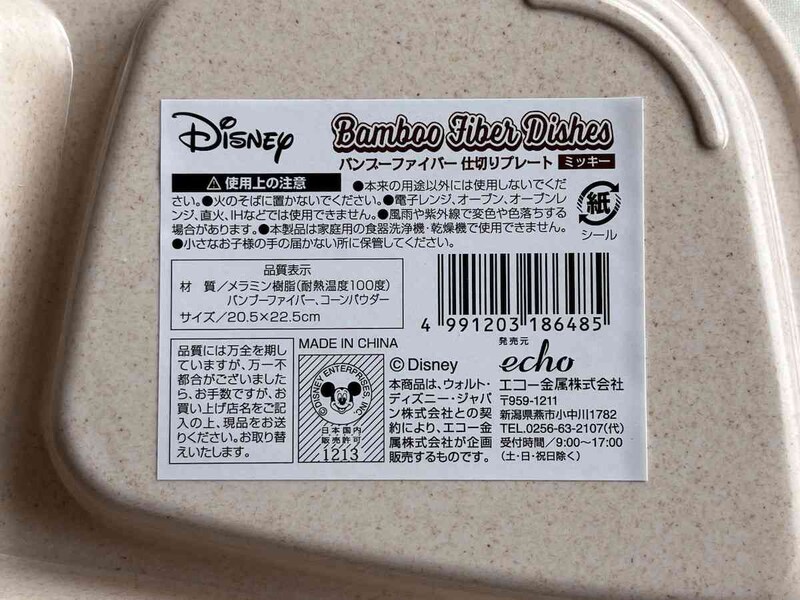 Disney
Bamboo Fiber Dishes
バンブーファイバー 仕切りプレート ミッキー
⚠使用上の注意 ●本来の用途以外には使用しないでくだ
さい。●火のそばに置かないでください。●電子レンジ、オーブン、オーブンレ
ンジ、直火、IHなどでは使用できません。●風雨や紫外線で変色や色落ちする
場合があります。●本製品は家庭用の食器洗浄機・乾燥機で使用できません。
●小さなお子様の手の届かない所に保管してください。
紙
シール
品質表示
材 質/メラミン樹脂(耐熱温度100度)
バンブーファイバー、コーンパウダー
サイズ/20.5×22.5cm
4 991203 186485
品質には万全を期し
ていますが、万一不
都合がございました
ら、お手数ですが、お
買い上げ店名をご記
入の上、現品をお送
りください。お取り替
えいたします。
MADE IN CHINA
©DISNEY ENTERPRISES, INC.
日本国内
販売許可
1213
©Disney
本商品は、ウォルト・
ディズニー・ジャパ
ン株式会社との契
約により、エコー金
属株式会社が企画
販売するものです。
発売元
echo
エコー金属株式会社
〒959-1211
新潟県燕市小中川1782
TEL.0256-63-2107(代)
受付時間/9:00~17:00
(土・日・祝日除く)